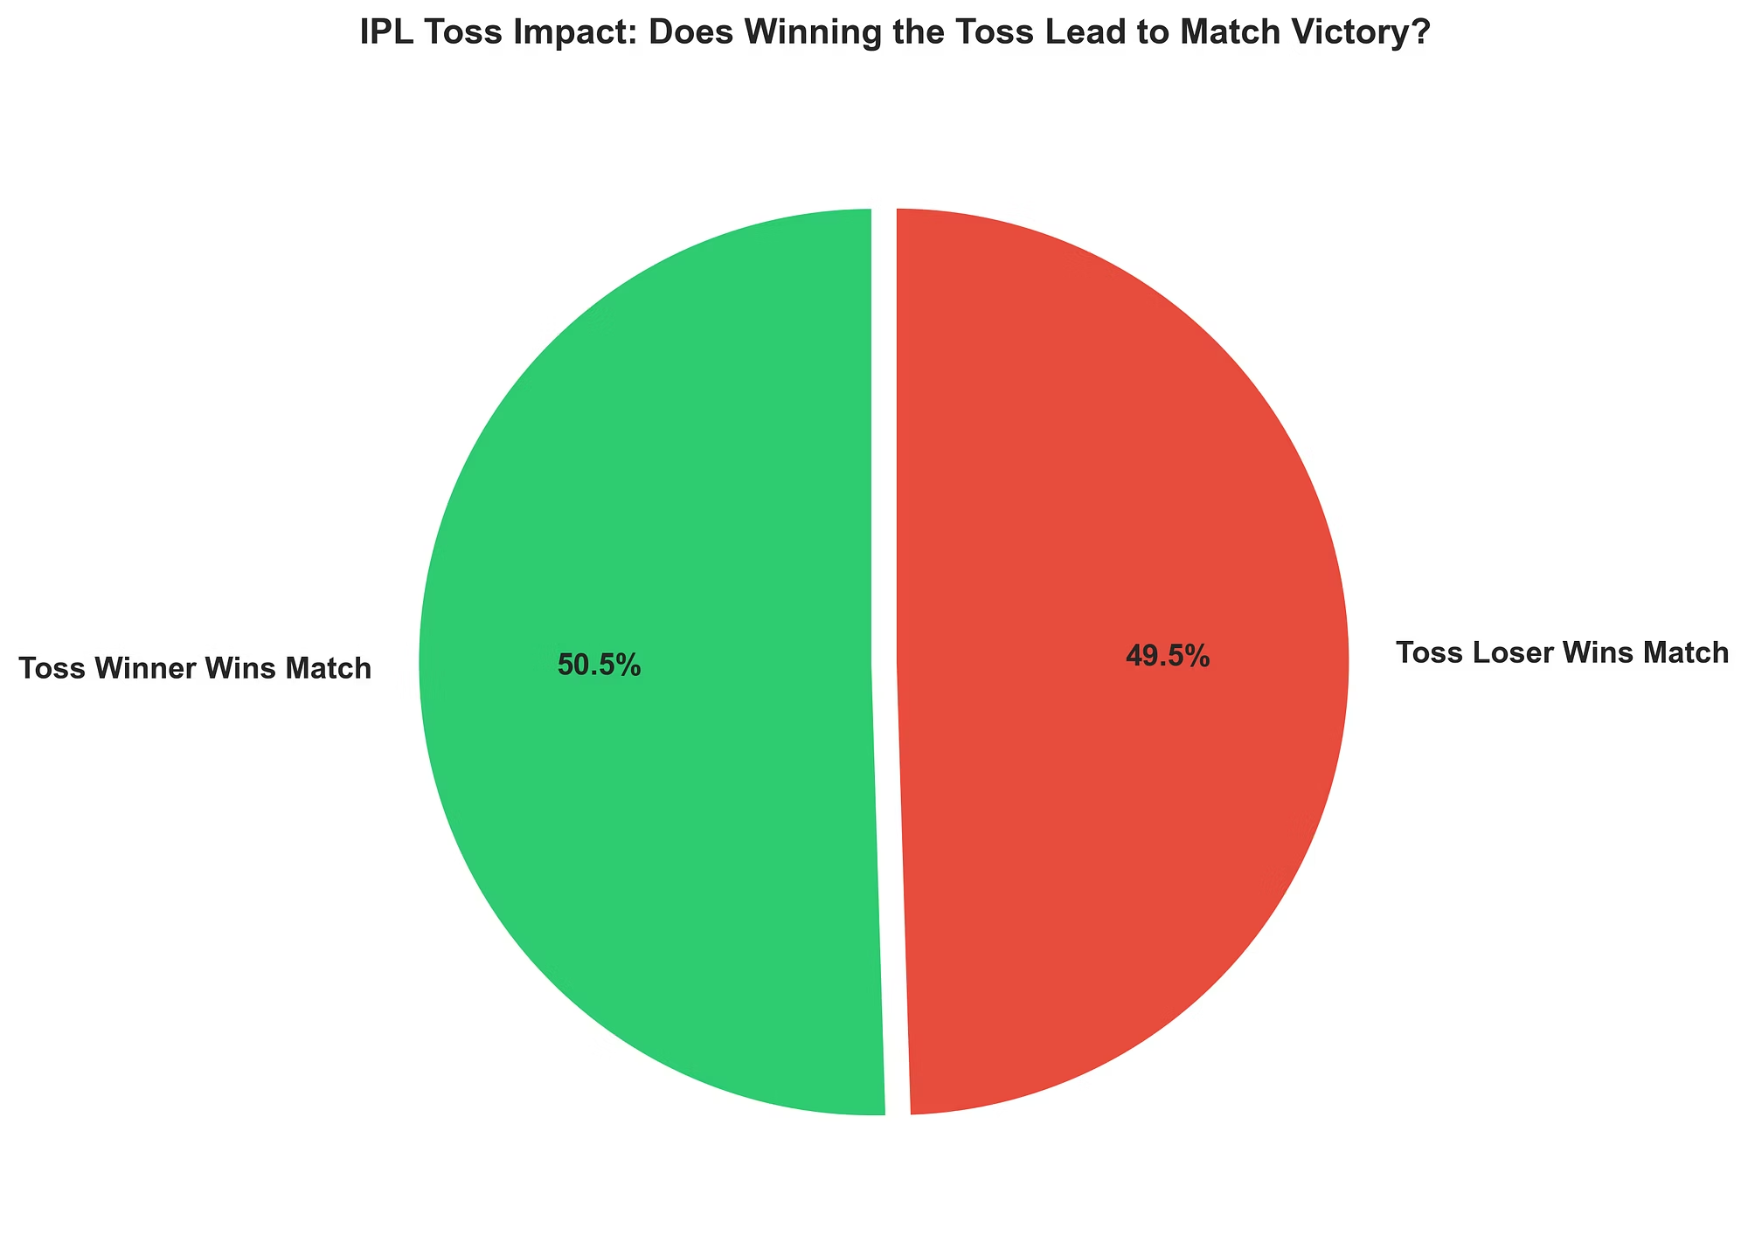 IPL Toss Impact: Does Winning the Toss Lead to Match Victory?
Toss Winner Wins Match
50.5%
49.5%
Toss Loser Wins Match